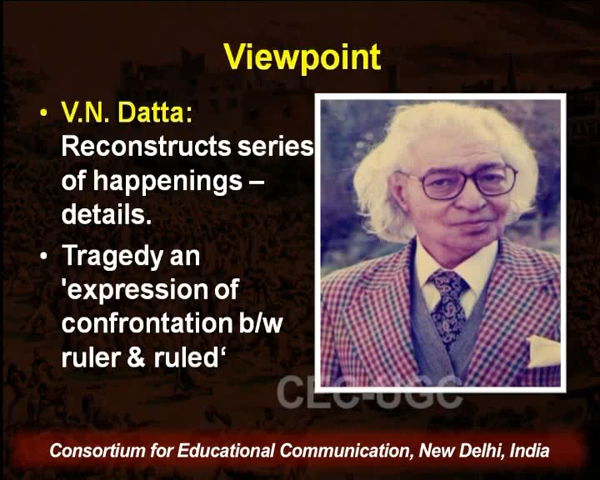 Viewpoint
• V.N. Datta:
Reconstructs series
of happenings –
details.
• Tragedy an
'expression of
confrontation b/w
ruler & ruled‘
CEC-UGC
Consortium for Educational Communication, New Delhi, India